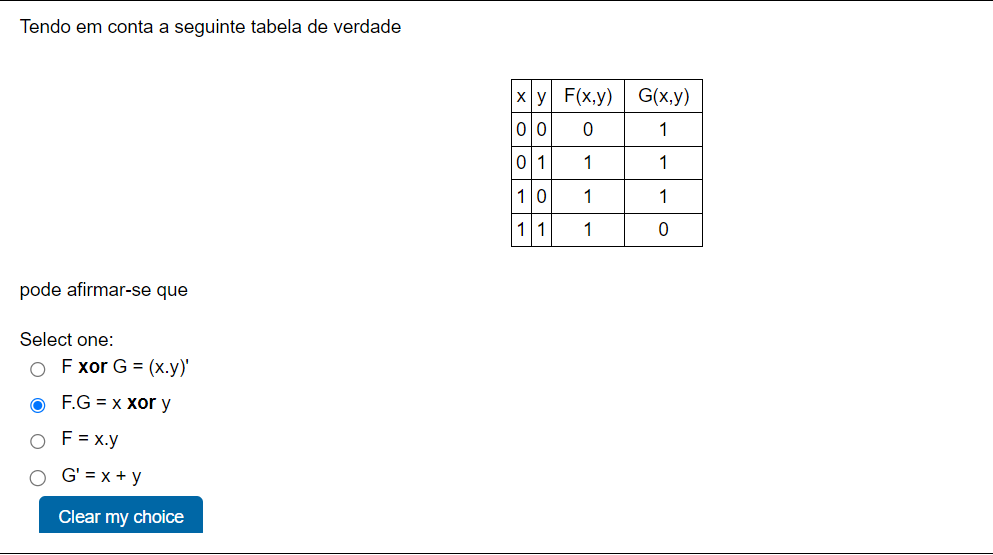 Tendo em conta a seguinte tabela de verdade
x y F(x,y) G(x,y)
0 0 0 1
0 1 1 1
1 0 1 1
1 1 1 0
pode afirmar-se que
Select one:
F xor G = (x.y)'
F.G = x xor y
F = x.y
G' = x + y
Clear my choice